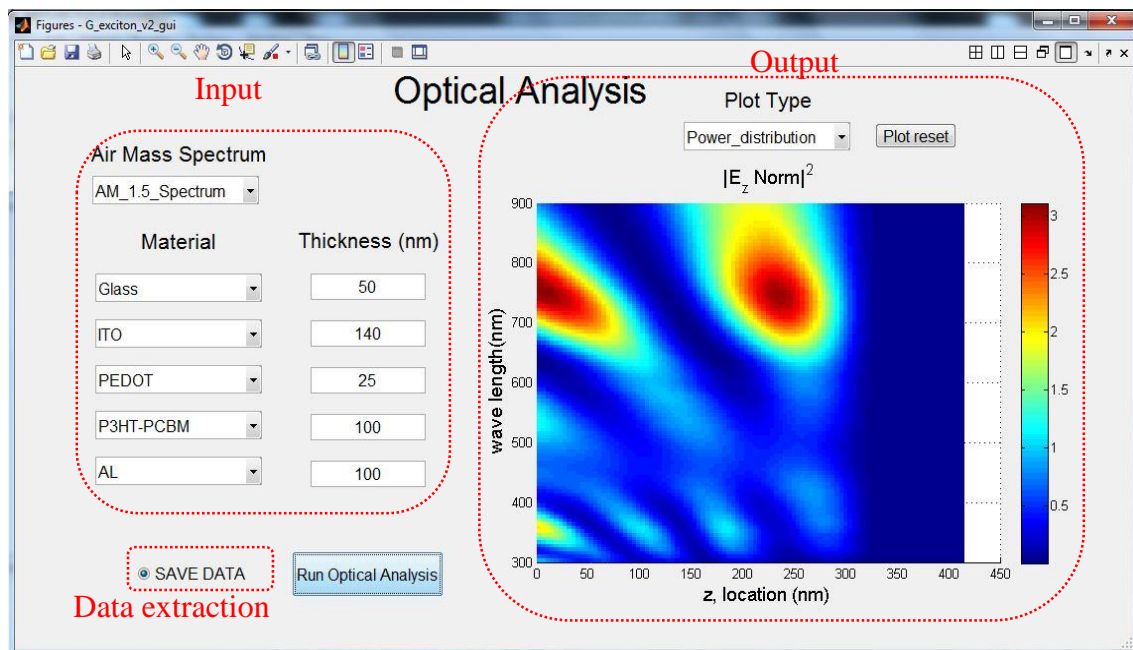 Figures - G_exciton_v2_gui
Input
Optical Analysis
Output
Plot Type
Power_distribution
Plot reset
Air Mass Spectrum
AM_1.5_Spectrum
Material Thickness (nm)
Glass 50
ITO 140
PEDOT 25
P3HT-PCBM 100
AL 100
SAVE DATA
Run Optical Analysis
Data extraction
|E_z Norm|^2
wave length(nm)
900
800
700
600
500
400
300
0 50 100 150 200 250 300 350 400 450
z, location (nm)
3
2.5
2
1.5
1
0.5